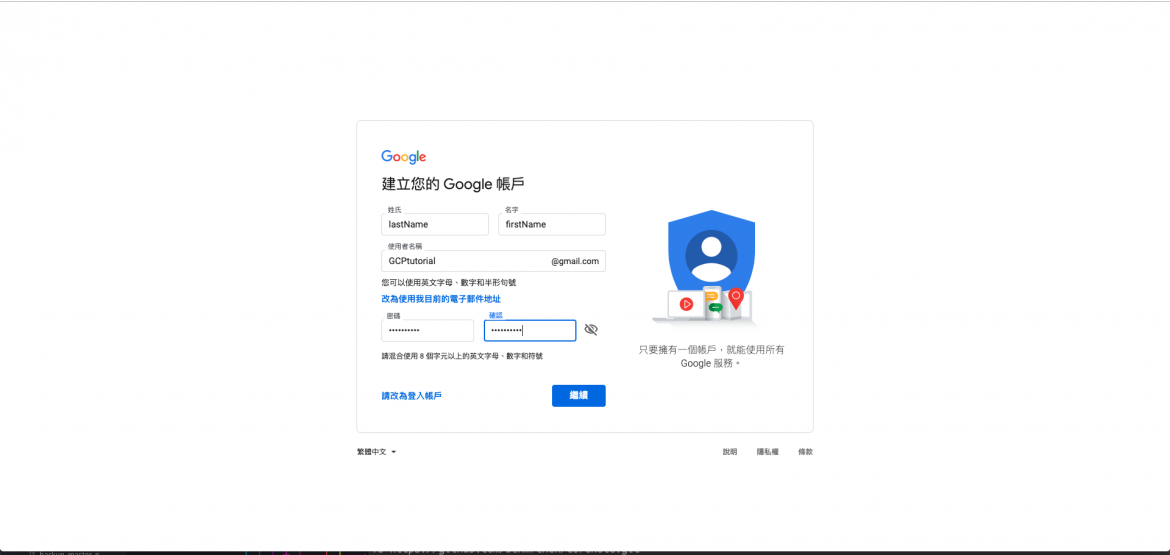 Google
建立您的 Google 帳戶
姓氏
名字
lastName
firstName
使用者名稱
GCPtutorial
@gmail.com
您可以使用英文字母、數字和半形句號
改為使用我目前的電子郵件地址
密碼
確認
••••••••••
••••••••••
請混合使用 8 個字元以上的英文字母、數字和符號
只要擁有一個帳戶，就能使用所有
Google 服務。
請改為登入帳戶
繼續
繁體中文
說明
隱私權
條款